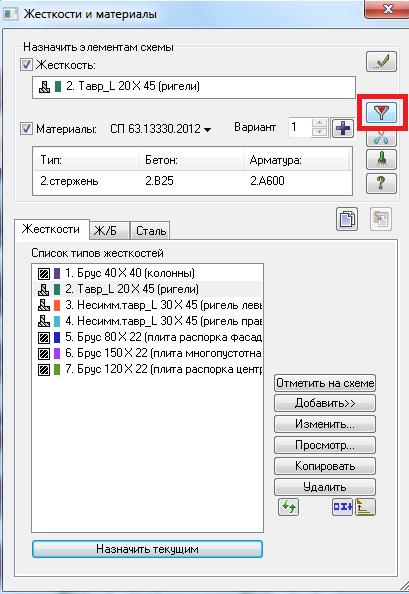 Жесткости и материалы
Назначить элементам схемы
Жесткость:
2. Тавр_L 20 X 45 (ригели)
Материалы: СП 63.13330.2012 Вариант 1
Тип: Бетон: Арматура:
2.стержень 2.В25 2.А600
Жесткости Ж/Б Сталь
Список типов жесткостей
1. Брус 40 X 40 (колонны)
2. Тавр_L 20 X 45 (ригели)
3. Несимм.тавр_L 30 X 45 (ригель левы
4. Несимм.тавр_L 30 X 45 (ригель прав
5. Брус 80 X 22 (плита распорка фасад
6. Брус 150 X 22 (плита многопустотна
7. Брус 120 X 22 (плита распорка центр
Отметить на схеме
Добавить>>
Изменить...
Просмотр...
Копировать
Удалить
Назначить текущим